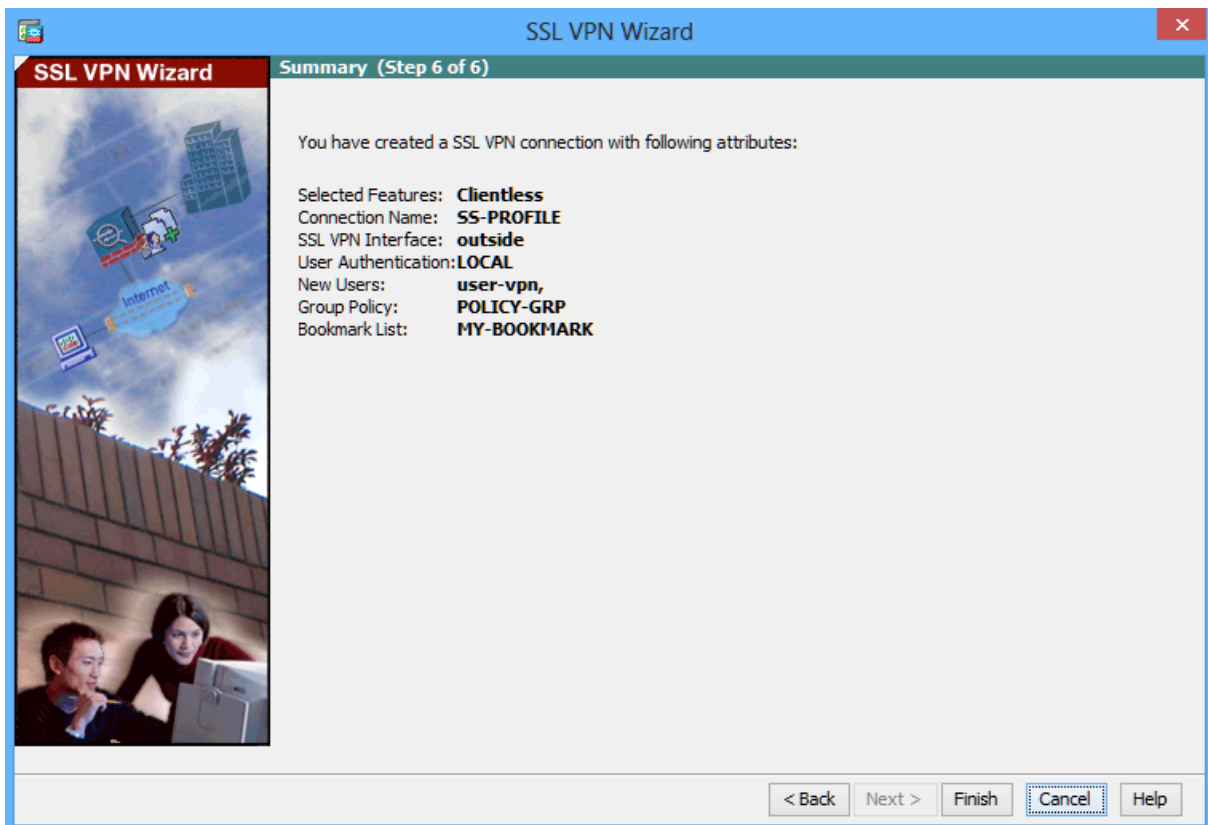 SSL VPN Wizard
SSL VPN Wizard
Summary (Step 6 of 6)
You have created a SSL VPN connection with following attributes:
Selected Features: Clientless
Connection Name: SS-PROFILE
SSL VPN Interface: outside
User Authentication: LOCAL
New Users: user-vpn,
Group Policy: POLICY-GRP
Bookmark List: MY-BOOKMARK
Internet
< Back Next > Finish Cancel Help